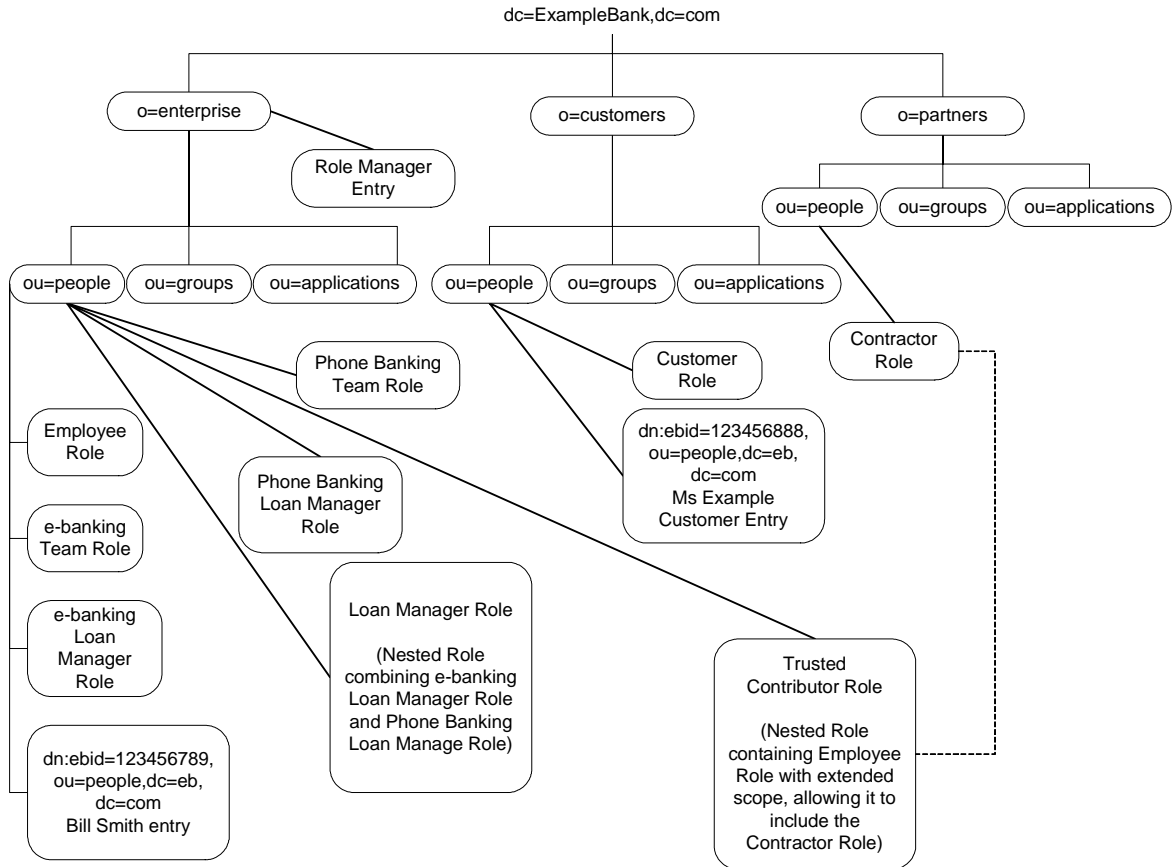 dc=ExampleBank,dc=com
o=enterprise
o=customers
o=partners
Role Manager
Entry
ou=people
ou=groups
ou=applications
ou=people
ou=groups
ou=applications
ou=people
ou=groups
ou=applications
Contractor
Role
Phone Banking
Team Role
Customer
Role
Employee
Role
dn:ebid=123456888,
ou=people,dc=eb,
dc=com
Ms Example
Customer Entry
Phone Banking
Loan Manager
Role
e-banking
Team Role
e-banking
Loan
Manager
Role
Loan Manager Role
(Nested Role
combining e-banking
Loan Manager Role
and Phone Banking
Loan Manage Role)
Trusted
Contributor Role
(Nested Role
containing Employee
Role with extended
scope, allowing it to
include the
Contractor Role)
dn:ebid=123456789,
ou=people,dc=eb,
dc=com
Bill Smith entry